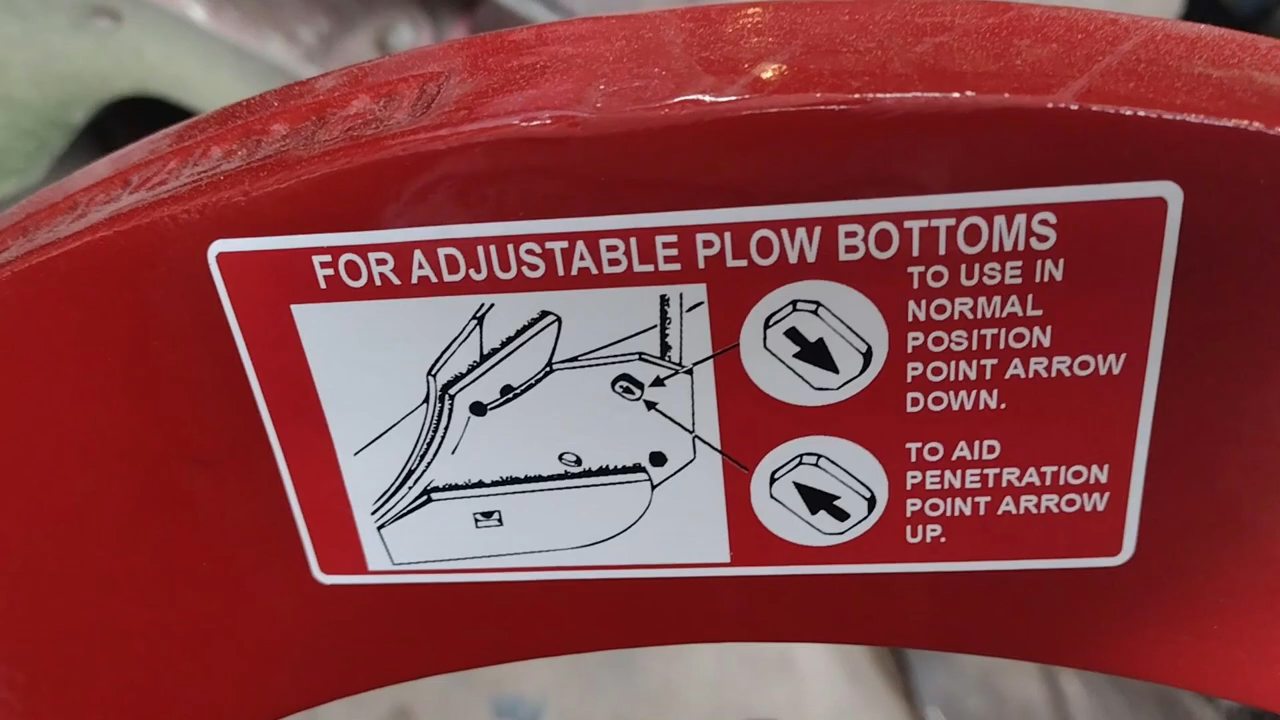 FOR ADJUSTABLE PLOW BOTTOMS
TO USE IN
NORMAL
POSITION
POINT ARROW
DOWN.
TO AID
PENETRATION
POINT ARROW
UP.